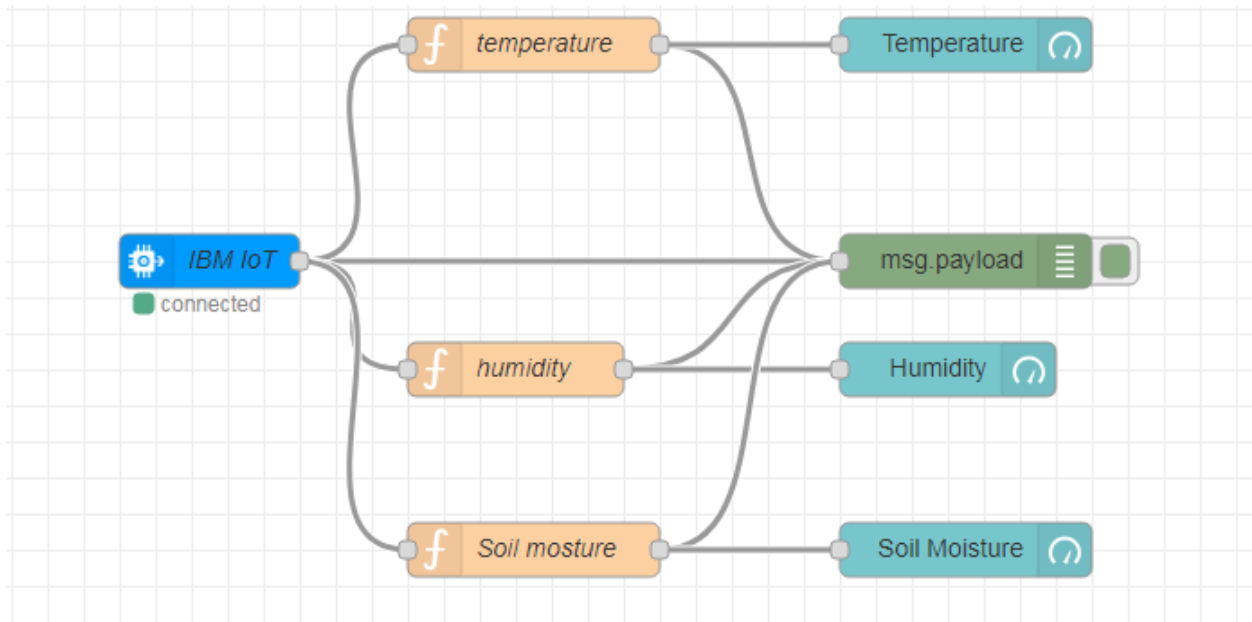 temperature
Temperature
IBM IoT
msg.payload
connected
humidity
Humidity
Soil mosture
Soil Moisture